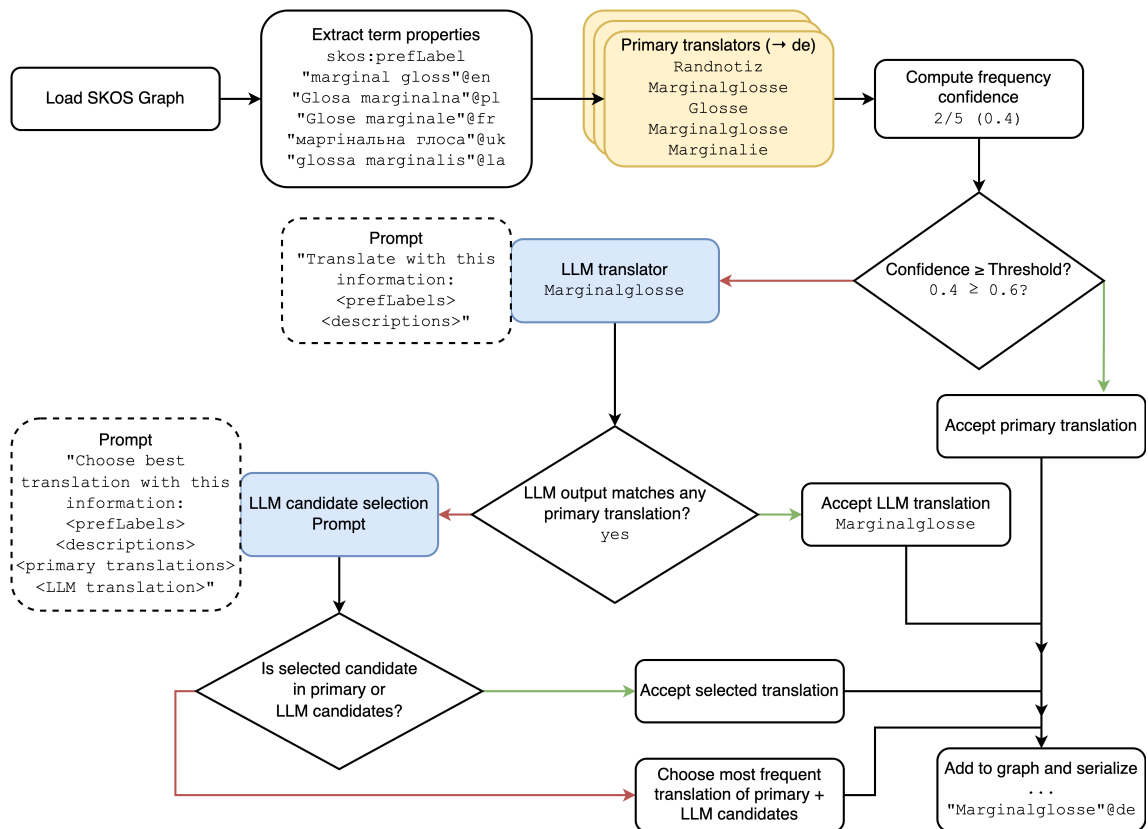 Load SKOS Graph
Extract term properties
skos:prefLabel
"marginal gloss"@en
"Glosa marginalna"@pl
"Glose marginale"@fr
"маргінальна глоса"@uk
"glossa marginalis"@la
Primary translators (→ de)
Randnotiz
Marginalglosse
Glosse
Marginalglosse
Marginalie
Compute frequency
confidence
2/5 (0.4)
Prompt
"Translate with this
information:
<prefLabels>
<descriptions>"
LLM translator
Marginalglosse
Confidence ≥ Threshold?
0.4 ≥ 0.6?
Accept primary translation
Prompt
"Choose best
translation with this
information:
<prefLabels>
<descriptions>
<primary translations>
<LLM translation>"
LLM candidate selection
Prompt
LLM output matches any
primary translation?
yes
Accept LLM translation
Marginalglosse
Is selected candidate
in primary or
LLM candidates?
Accept selected translation
Choose most frequent
translation of primary +
LLM candidates
Add to graph and serialize
...
"Marginalglosse"@de